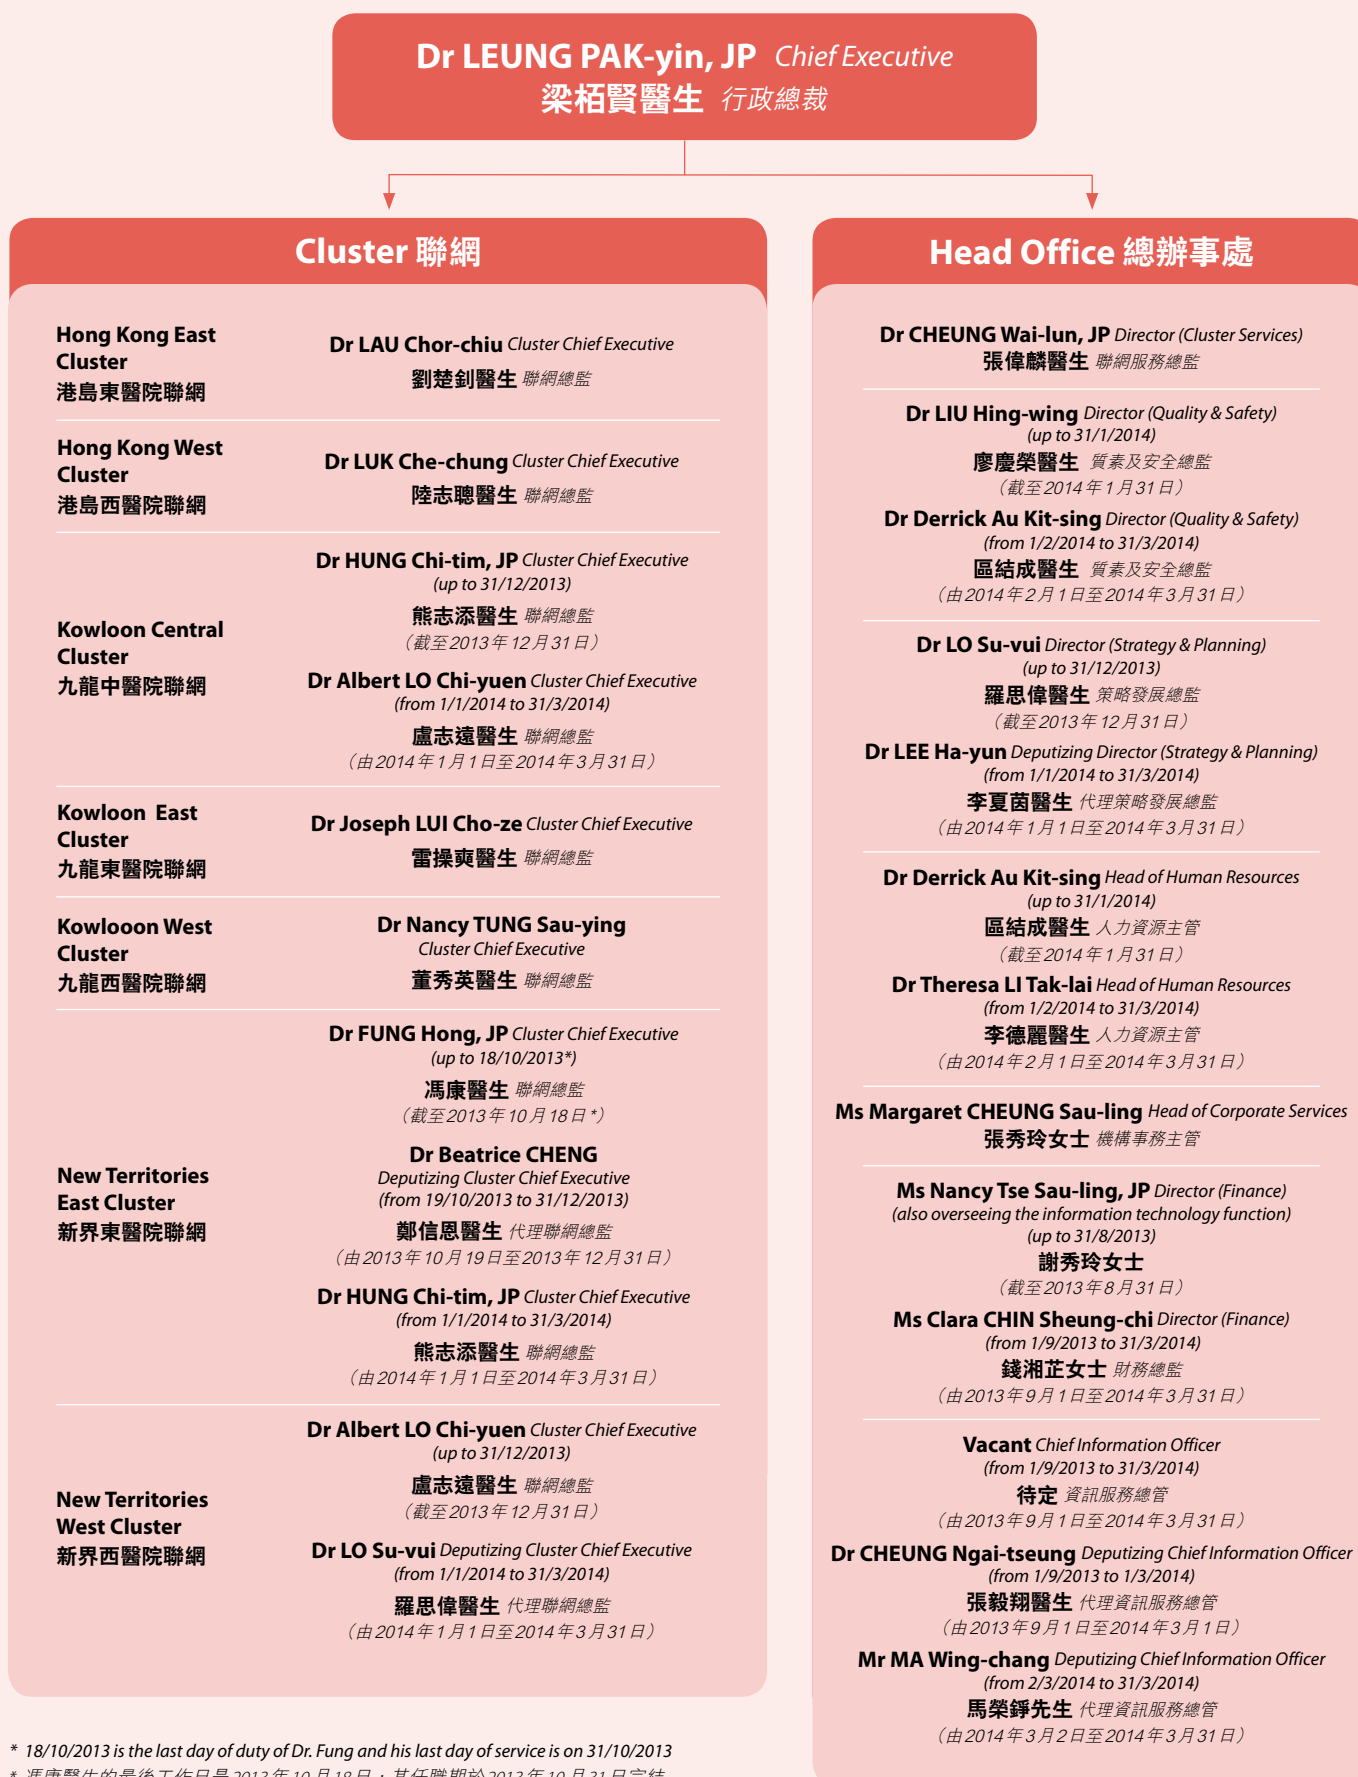 Dr LEUNG PAK-yin, JP Chief Executive
梁栢賢醫生 行政總裁
Cluster 聯網
Hong Kong East
Cluster
港島東醫院聯網
Dr LAU Chor-chiu Cluster Chief Executive
劉楚釗醫生 聯網總監
Hong Kong West
Cluster
港島西醫院聯網
Dr LUK Che-chung Cluster Chief Executive
陸志聰醫生 聯網總監
Kowloon Central
Cluster
九龍中醫院聯網
Dr HUNG Chi-tim, JP Cluster Chief Executive
(up to 31/12/2013)
熊志添醫生 聯網總監
（截至2013年12月31日）
Dr Albert LO Chi-yuen Cluster Chief Executive
(from 1/1/2014 to 31/3/2014)
盧志遠醫生 聯網總監
（由2014年1月1日至2014年3月31日）
Kowloon East
Cluster
九龍東醫院聯網
Dr Joseph LUI Cho-ze Cluster Chief Executive
雷操奭醫生 聯網總監
Kowlooon West
Cluster
九龍西醫院聯網
Dr Nancy TUNG Sau-ying
Cluster Chief Executive
董秀英醫生 聯網總監
New Territories
East Cluster
新界東醫院聯網
Dr FUNG Hong, JP Cluster Chief Executive
(up to 18/10/2013*)
馮康醫生 聯網總監
（截至2013年10月18日*）
Dr Beatrice CHENG
Deputizing Cluster Chief Executive
(from 19/10/2013 to 31/12/2013)
鄭信恩醫生 代理聯網總監
（由2013年10月19日至2013年12月31日）
Dr HUNG Chi-tim, JP Cluster Chief Executive
(from 1/1/2014 to 31/3/2014)
熊志添醫生 聯網總監
（由2014年1月1日至2014年3月31日）
New Territories
West Cluster
新界西醫院聯網
Dr Albert LO Chi-yuen Cluster Chief Executive
(up to 31/12/2013)
盧志遠醫生 聯網總監
（截至2013年12月31日）
Dr LO Su-vui Deputizing Cluster Chief Executive
(from 1/1/2014 to 31/3/2014)
羅思偉醫生 代理聯網總監
（由2014年1月1日至2014年3月31日）
Head Office 總辦事處
Dr CHEUNG Wai-lun, JP Director (Cluster Services)
張偉麟醫生 聯網服務總監
Dr LIU Hing-wing Director (Quality & Safety)
(up to 31/1/2014)
廖慶榮醫生 質素及安全總監
（截至2014年1月31日）
Dr Derrick Au Kit-sing Director (Quality & Safety)
(from 1/2/2014 to 31/3/2014)
區結成醫生 質素及安全總監
（由2014年2月1日至2014年3月31日）
Dr LO Su-vui Director (Strategy & Planning)
(up to 31/12/2013)
羅思偉醫生 策略發展總監
（截至2013年12月31日）
Dr LEE Ha-yun Deputizing Director (Strategy & Planning)
(from 1/1/2014 to 31/3/2014)
李夏茵醫生 代理策略發展總監
（由2014年1月1日至2014年3月31日）
Dr Derrick Au Kit-sing Head of Human Resources
(up to 31/1/2014)
區結成醫生 人力資源主管
（截至2014年1月31日）
Dr Theresa LI Tak-lai Head of Human Resources
(from 1/2/2014 to 31/3/2014)
李德麗醫生 人力資源主管
（由2014年2月1日至2014年3月31日）
Ms Margaret CHEUNG Sau-ling Head of Corporate Services
張秀玲女士 機構事務主管
Ms Nancy Tse Sau-ling, JP Director (Finance)
(also overseeing the information technology function)
(up to 31/8/2013)
謝秀玲女士
（截至2013年8月31日）
Ms Clara CHIN Sheung-chi Director (Finance)
(from 1/9/2013 to 31/3/2014)
錢湘芷女士 財務總監
（由2013年9月1日至2014年3月31日）
Vacant Chief Information Officer
(from 1/9/2013 to 31/3/2014)
待定 資訊服務總管
（由2013年9月1日至2014年3月31日）
Dr CHEUNG Ngai-tseung Deputizing Chief Information Officer
(from 1/9/2013 to 1/3/2014)
張毅翔醫生 代理資訊服務總管
（由2013年9月1日至2014年3月1日）
Mr MA Wing-chang Deputizing Chief Information Officer
(from 2/3/2014 to 31/3/2014)
馬榮錚先生 代理資訊服務總管
（由2014年3月2日至2014年3月31日）
* 18/10/2013 is the last day of duty of Dr. Fung and his last day of service is on 31/10/2013
* 馮康醫生的最後工作日是2013年10月18日，其任職期於2013年10月31日完結